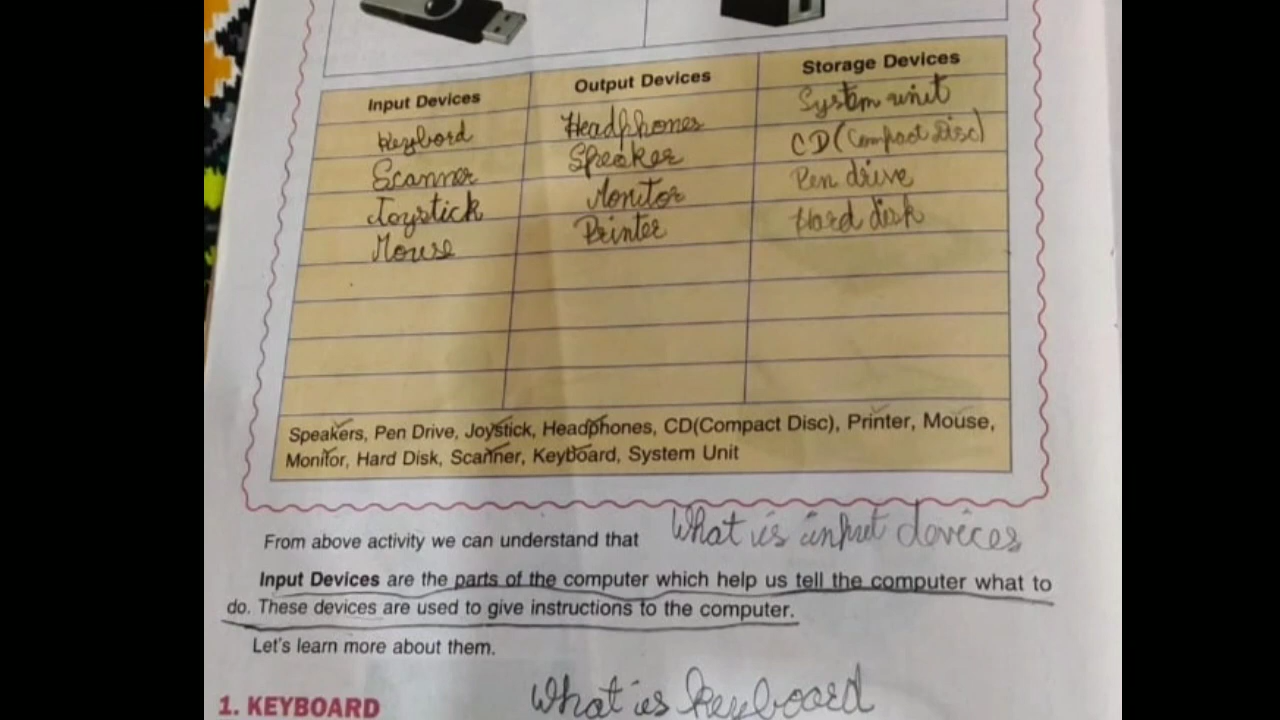 Input Devices Output Devices Storage Devices
Keybord Headphones System unit
Scanner Speaker CD (Compact Disc)
Joystick Monitor Pen drive
Mouse Printer Hard disk
Speakers, Pen Drive, Joystick, Headphones, CD(Compact Disc), Printer, Mouse,
Monitor, Hard Disk, Scanner, Keyboard, System Unit
From above activity we can understand that What is input devices
Input Devices are the parts of the computer which help us tell the computer what to
do. These devices are used to give instructions to the computer.
Let's learn more about them.
1. KEYBOARD What is keyboard